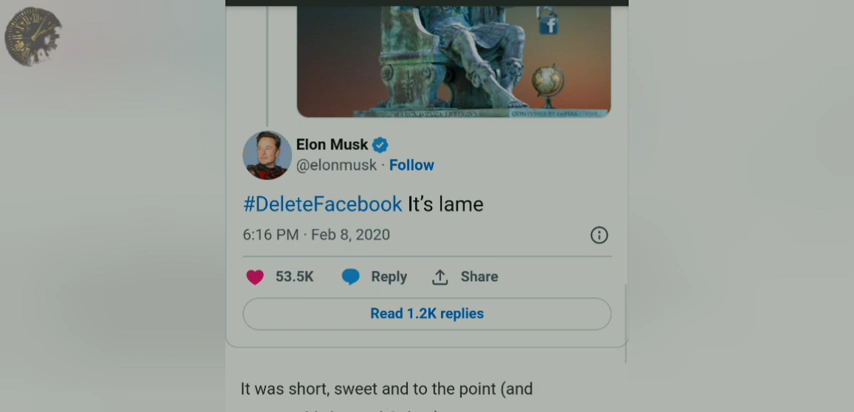 Elon Musk
@elonmusk · Follow
#DeleteFacebook It's lame
6:16 PM · Feb 8, 2020
53.5K Reply Share
Read 1.2K replies
It was short, sweet and to the point (and